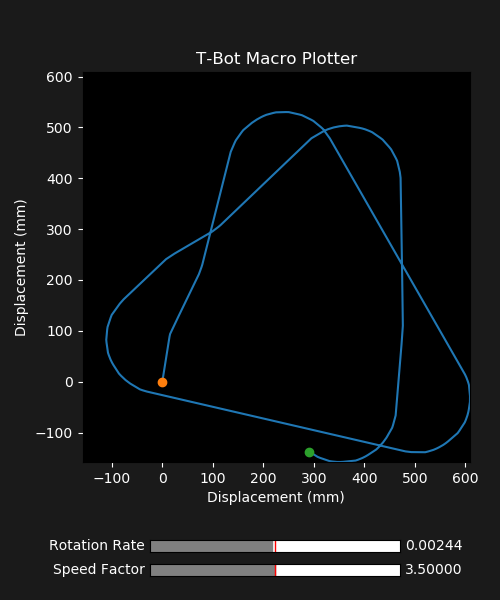 T-Bot Macro Plotter
600
500
400
300
200
100
0
−100
Displacement (mm)
−100 0 100 200 300 400 500 600
Displacement (mm)
Rotation Rate 0.00244
Speed Factor 3.50000